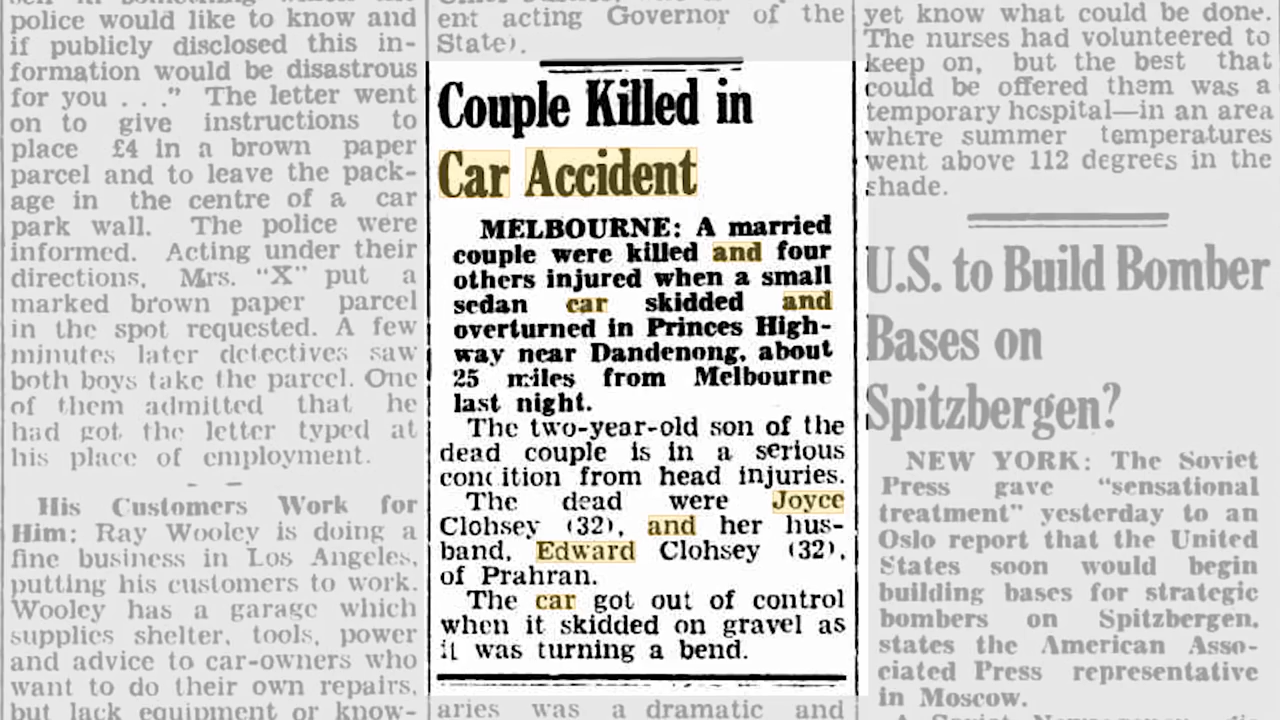 police would like to know and
if publicly disclosed this in-
formation would be disastrous
for you . . ." The letter went
on to give instructions to
place £4 in a brown paper
parcel and to leave the pack-
age in the centre of a car
park wall. The police were
informed. Acting under their
directions, Mrs. "X" put a
marked brown paper parcel
in the spot requested. A few
minutes later detectives saw
both boys take the parcel. One
of them admitted that he
had got the letter typed at
his place of employment.
His Customers Work for
Him: Ray Wooley is doing a
fine business in Los Angeles,
putting his customers to work.
Wooley has a garage which
supplies shelter, tools, power
and advice to car-owners who
want to do their own repairs,
but lack equipment or know-
ent acting Governor of the
State).
Couple Killed in
Car Accident
MELBOURNE: A married
couple were killed and four
others injured when a small
sedan car skidded and
overturned in Princes High-
way near Dandenong, about
25 miles from Melbourne
last night.
The two-year-old son of the
dead couple is in a serious
condition from head injuries.
The dead were Joyce
Clohsey (32), and her hus-
band, Edward Clohsey (32),
of Prahran.
The car got out of control
when it skidded on gravel as
it was turning a bend.
aries was a dramatic and
yet know what could be done.
The nurses had volunteered to
keep on, but the best that
could be offered them was a
temporary hospital—in an area
where summer temperatures
went above 112 degrees in the
shade.
U.S. to Build Bomber
Bases on
Spitzbergen?
NEW YORK: The Soviet
Press gave "sensational
treatment" yesterday to an
Oslo report that the United
States soon would begin
building bases for strategic
bombers on Spitzbergen,
states the American Asso-
ciated Press representative
in Moscow.